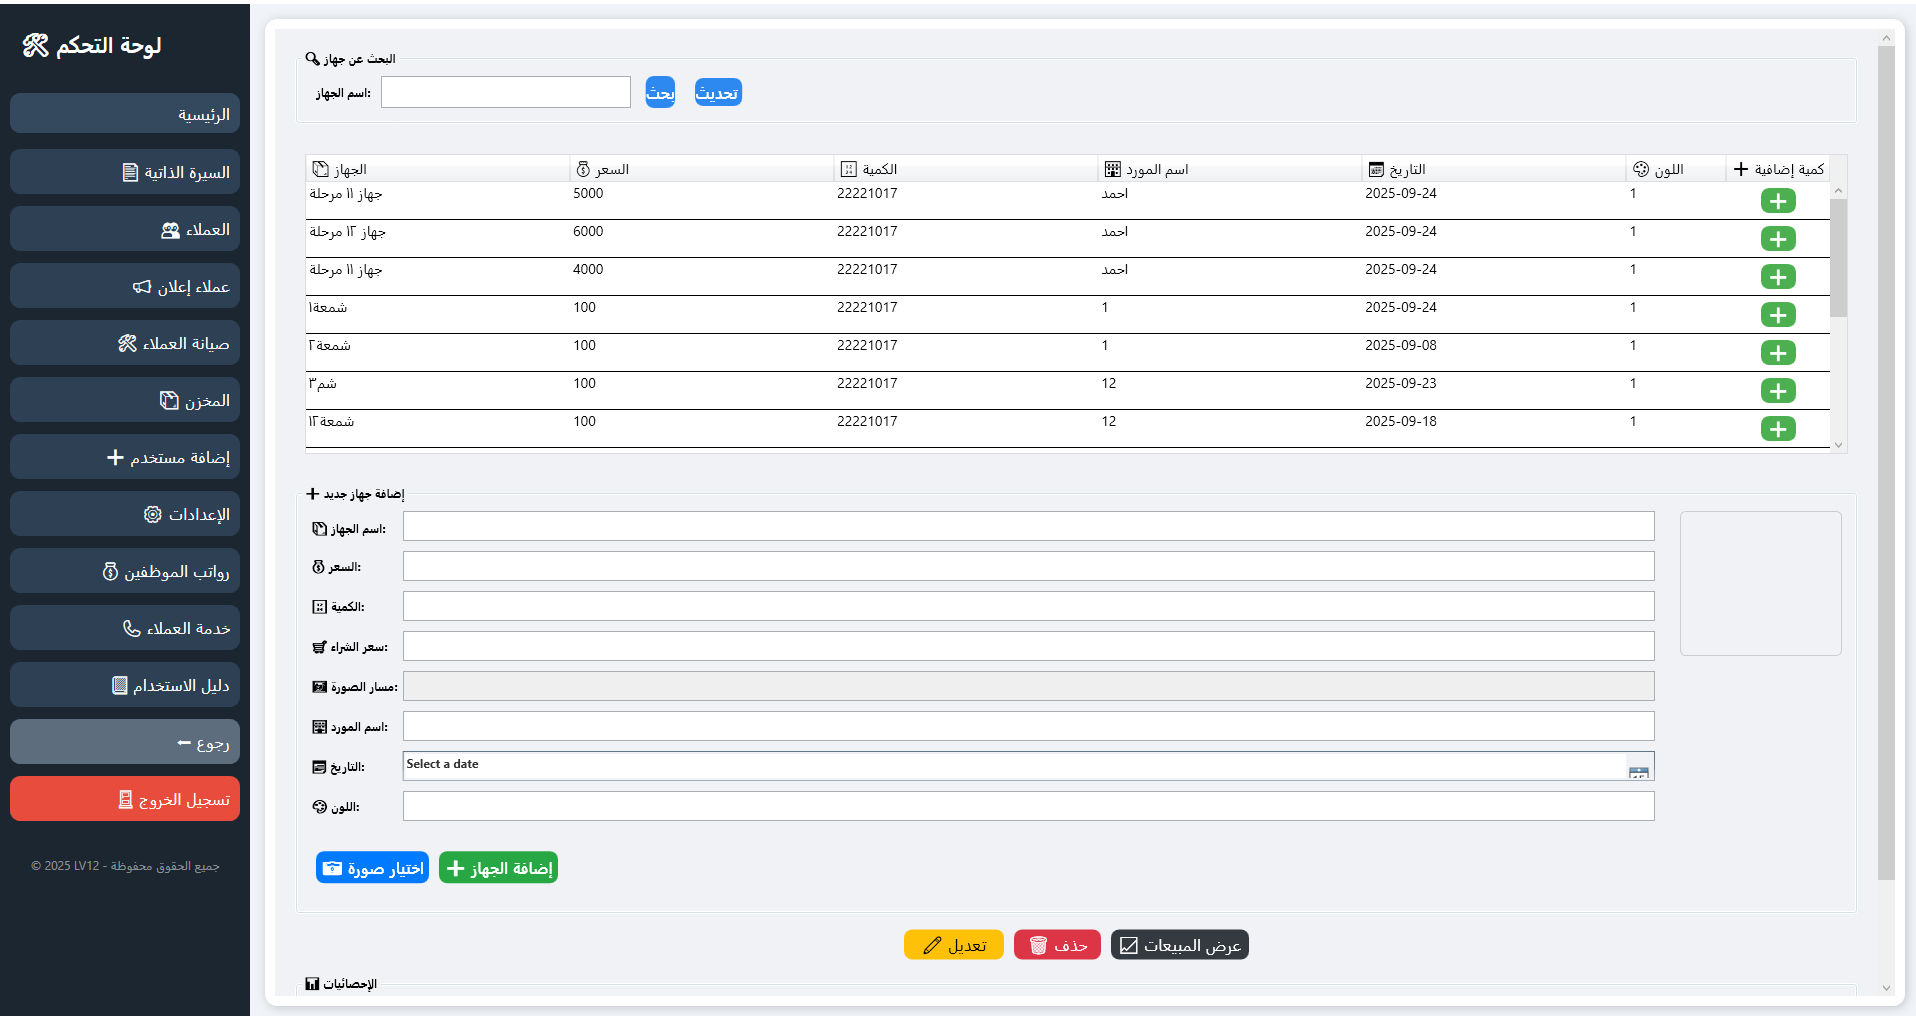 لوحة التحكم
الرئيسية
السيرة الذاتية
العملاء
عملاء إعلان
صيانة العملاء
المخزن
إضافة مستخدم
الإعدادات
رواتب الموظفين
خدمة العملاء
دليل الاستخدام
رجوع
تسجيل الخروج
جميع الحقوق محفوظة - LV12 2025 ©
البحث عن جهاز
اسم الجهاز:
بحث
تحديث
الجهاز السعر الكمية اسم المورد التاريخ اللون كمية إضافية
جهاز ١١ مرحلة 5000 22221017 احمد 2025-09-24 1
جهاز ١٢ مرحلة 6000 22221017 احمد 2025-09-24 1
جهاز ١١ مرحلة 4000 22221017 احمد 2025-09-24 1
شمعة١ 100 22221017 1 2025-09-24 1
شمعة٢ 100 22221017 1 2025-09-08 1
شم٣ 100 22221017 12 2025-09-23 1
شمعة١٢ 100 22221017 12 2025-09-18 1
إضافة جهاز جديد
اسم الجهاز:
السعر:
الكمية:
سعر الشراء:
مسار الصورة:
اسم المورد:
التاريخ:
Select a date
اللون:
اختيار صورة
إضافة الجهاز
تعديل
حذف
عرض المبيعات
الإحصائيات